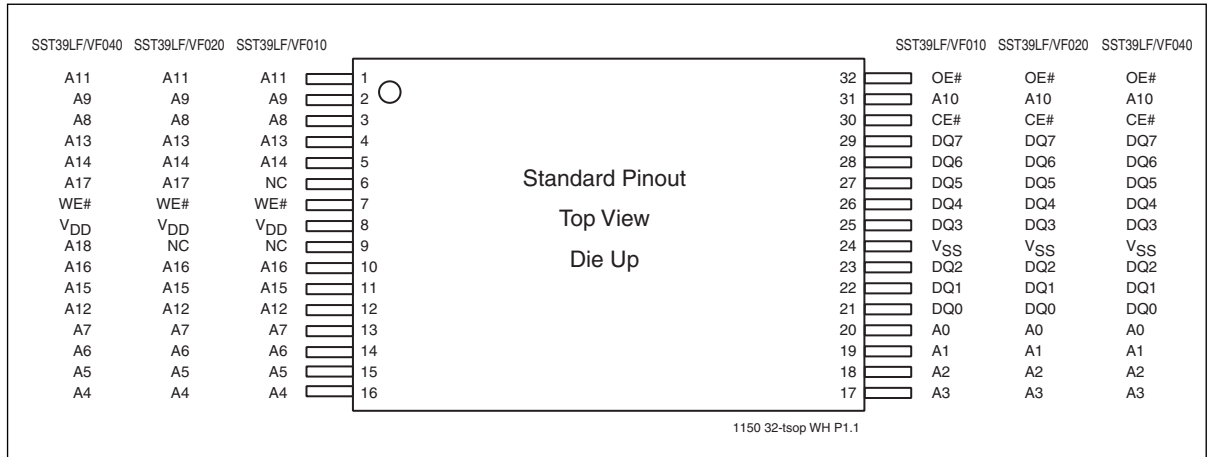 SST39LF/VF040 SST39LF/VF020 SST39LF/VF010 SST39LF/VF010 SST39LF/VF020 SST39LF/VF040
A11 A11 A11 1 32 OE# OE# OE#
A9 A9 A9 2 31 A10 A10 A10
A8 A8 A8 3 30 CE# CE# CE#
A13 A13 A13 4 29 DQ7 DQ7 DQ7
A14 A14 A14 5 28 DQ6 DQ6 DQ6
A17 A17 NC 6 Standard Pinout 27 DQ5 DQ5 DQ5
WE# WE# WE# 7 26 DQ4 DQ4 DQ4
VDD VDD VDD 8 Top View 25 DQ3 DQ3 DQ3
A18 NC NC 9 24 VSS VSS VSS
A16 A16 A16 10 Die Up 23 DQ2 DQ2 DQ2
A15 A15 A15 11 22 DQ1 DQ1 DQ1
A12 A12 A12 12 21 DQ0 DQ0 DQ0
A7 A7 A7 13 20 A0 A0 A0
A6 A6 A6 14 19 A1 A1 A1
A5 A5 A5 15 18 A2 A2 A2
A4 A4 A4 16 17 A3 A3 A3
1150 32-tsop WH P1.1